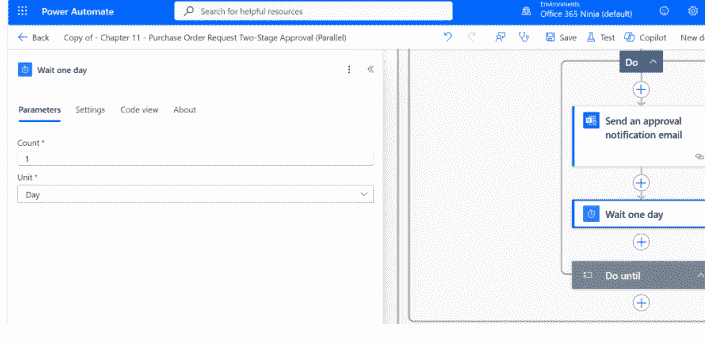 Power Automate
Search for helpful resources
Environments
Office 365 Ninja (default)
Back
Copy of - Chapter 11 - Purchase Order Request Two-Stage Approval (Parallel)
Save
Test
Copilot
New d
Wait one day
Parameters
Settings
Code view
About
Count *
1
Unit *
Day
Do
Send an approval
notification email
Wait one day
Do until